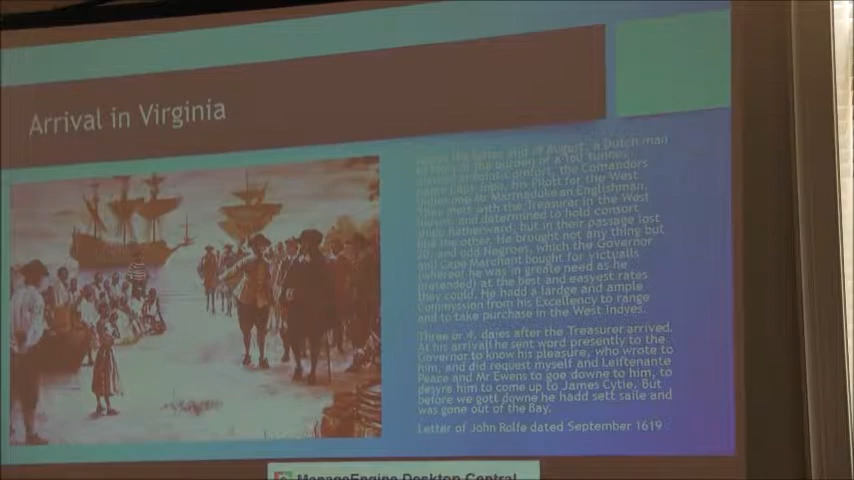 Arrival in Virginia
end of August, a Dutch man
of the burden of a 160 tunnes
Comfort, the Comandors
name Capt Jope, his Pilott for the West
Indies one Mr Marmaduke an Englishman.
They mett with the Treasurer in the West
Indyes and determined to hold consort
shipp hetherward, but in their passage lost
one the other. He brought not any thing but
20. and odd Negroes, which the Governor
and Cape Marchant bought for victualls
(whereof he was in greate need as he
pretended) at the best and easyest rates
they could. He hadd a lardge and ample
Commission from his Excellency to range
and to take purchase in the West Indyes.
Three or 4. daies after the Treasurer arrived.
At his arrivall he sent word presently to the
Governor to know his pleasure, who wrote to
him, and did request myself and Leiftenante
Peace and Mr Ewens to goe downe to him, to
desyre him to come up to James Cytie. But
before we gott downe he hadd sett saile and
was gone out of the Bay.
Letter of John Rolfe dated September 1619
ManageEngine Desktop Central